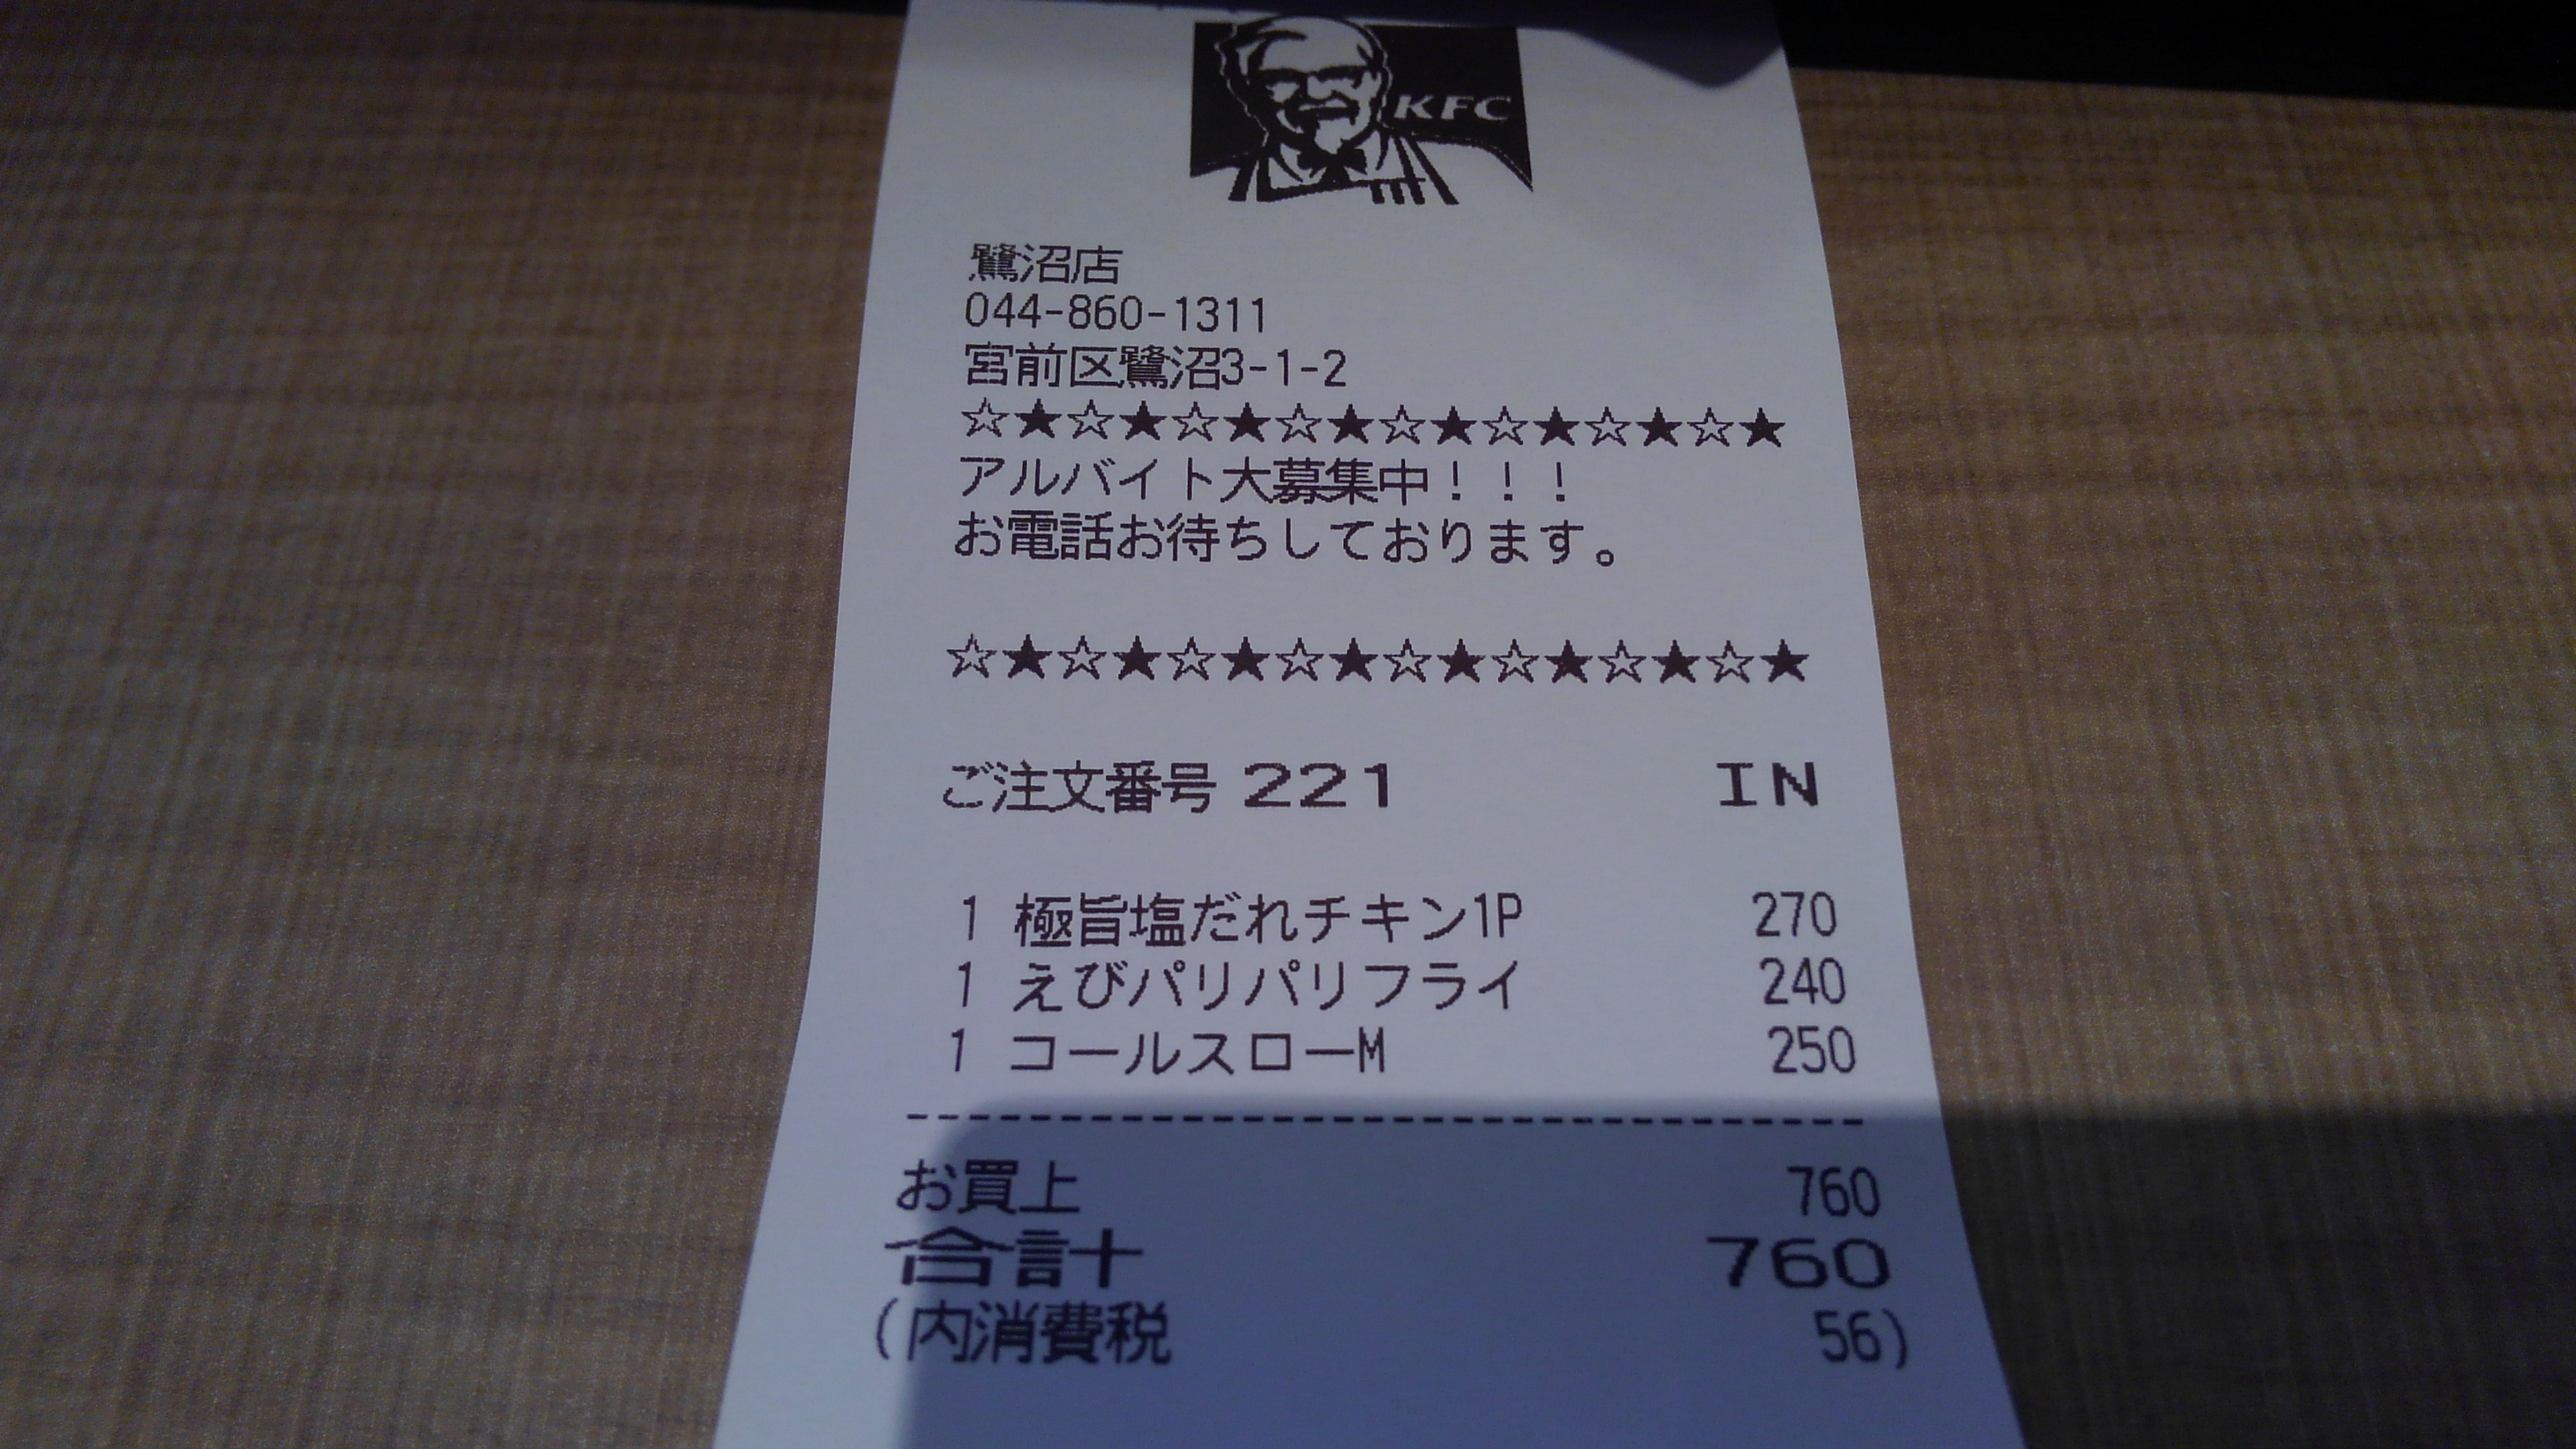 KFC
鷺沼店
044-860-1311
宮前区鷺沼3-1-2
☆★☆★☆★☆★☆★☆★☆★☆★
アルバイト大募集中！！！
お電話お待ちしております。
☆★☆★☆★☆★☆★☆★☆★☆★
ご注文番号 221 IN
1 極旨塩だれチキン1P 270
1 えびパリパリフライ 240
1 コールスローM 250
--------------------------------
お買上 760
合計 760
(内消費税 56)